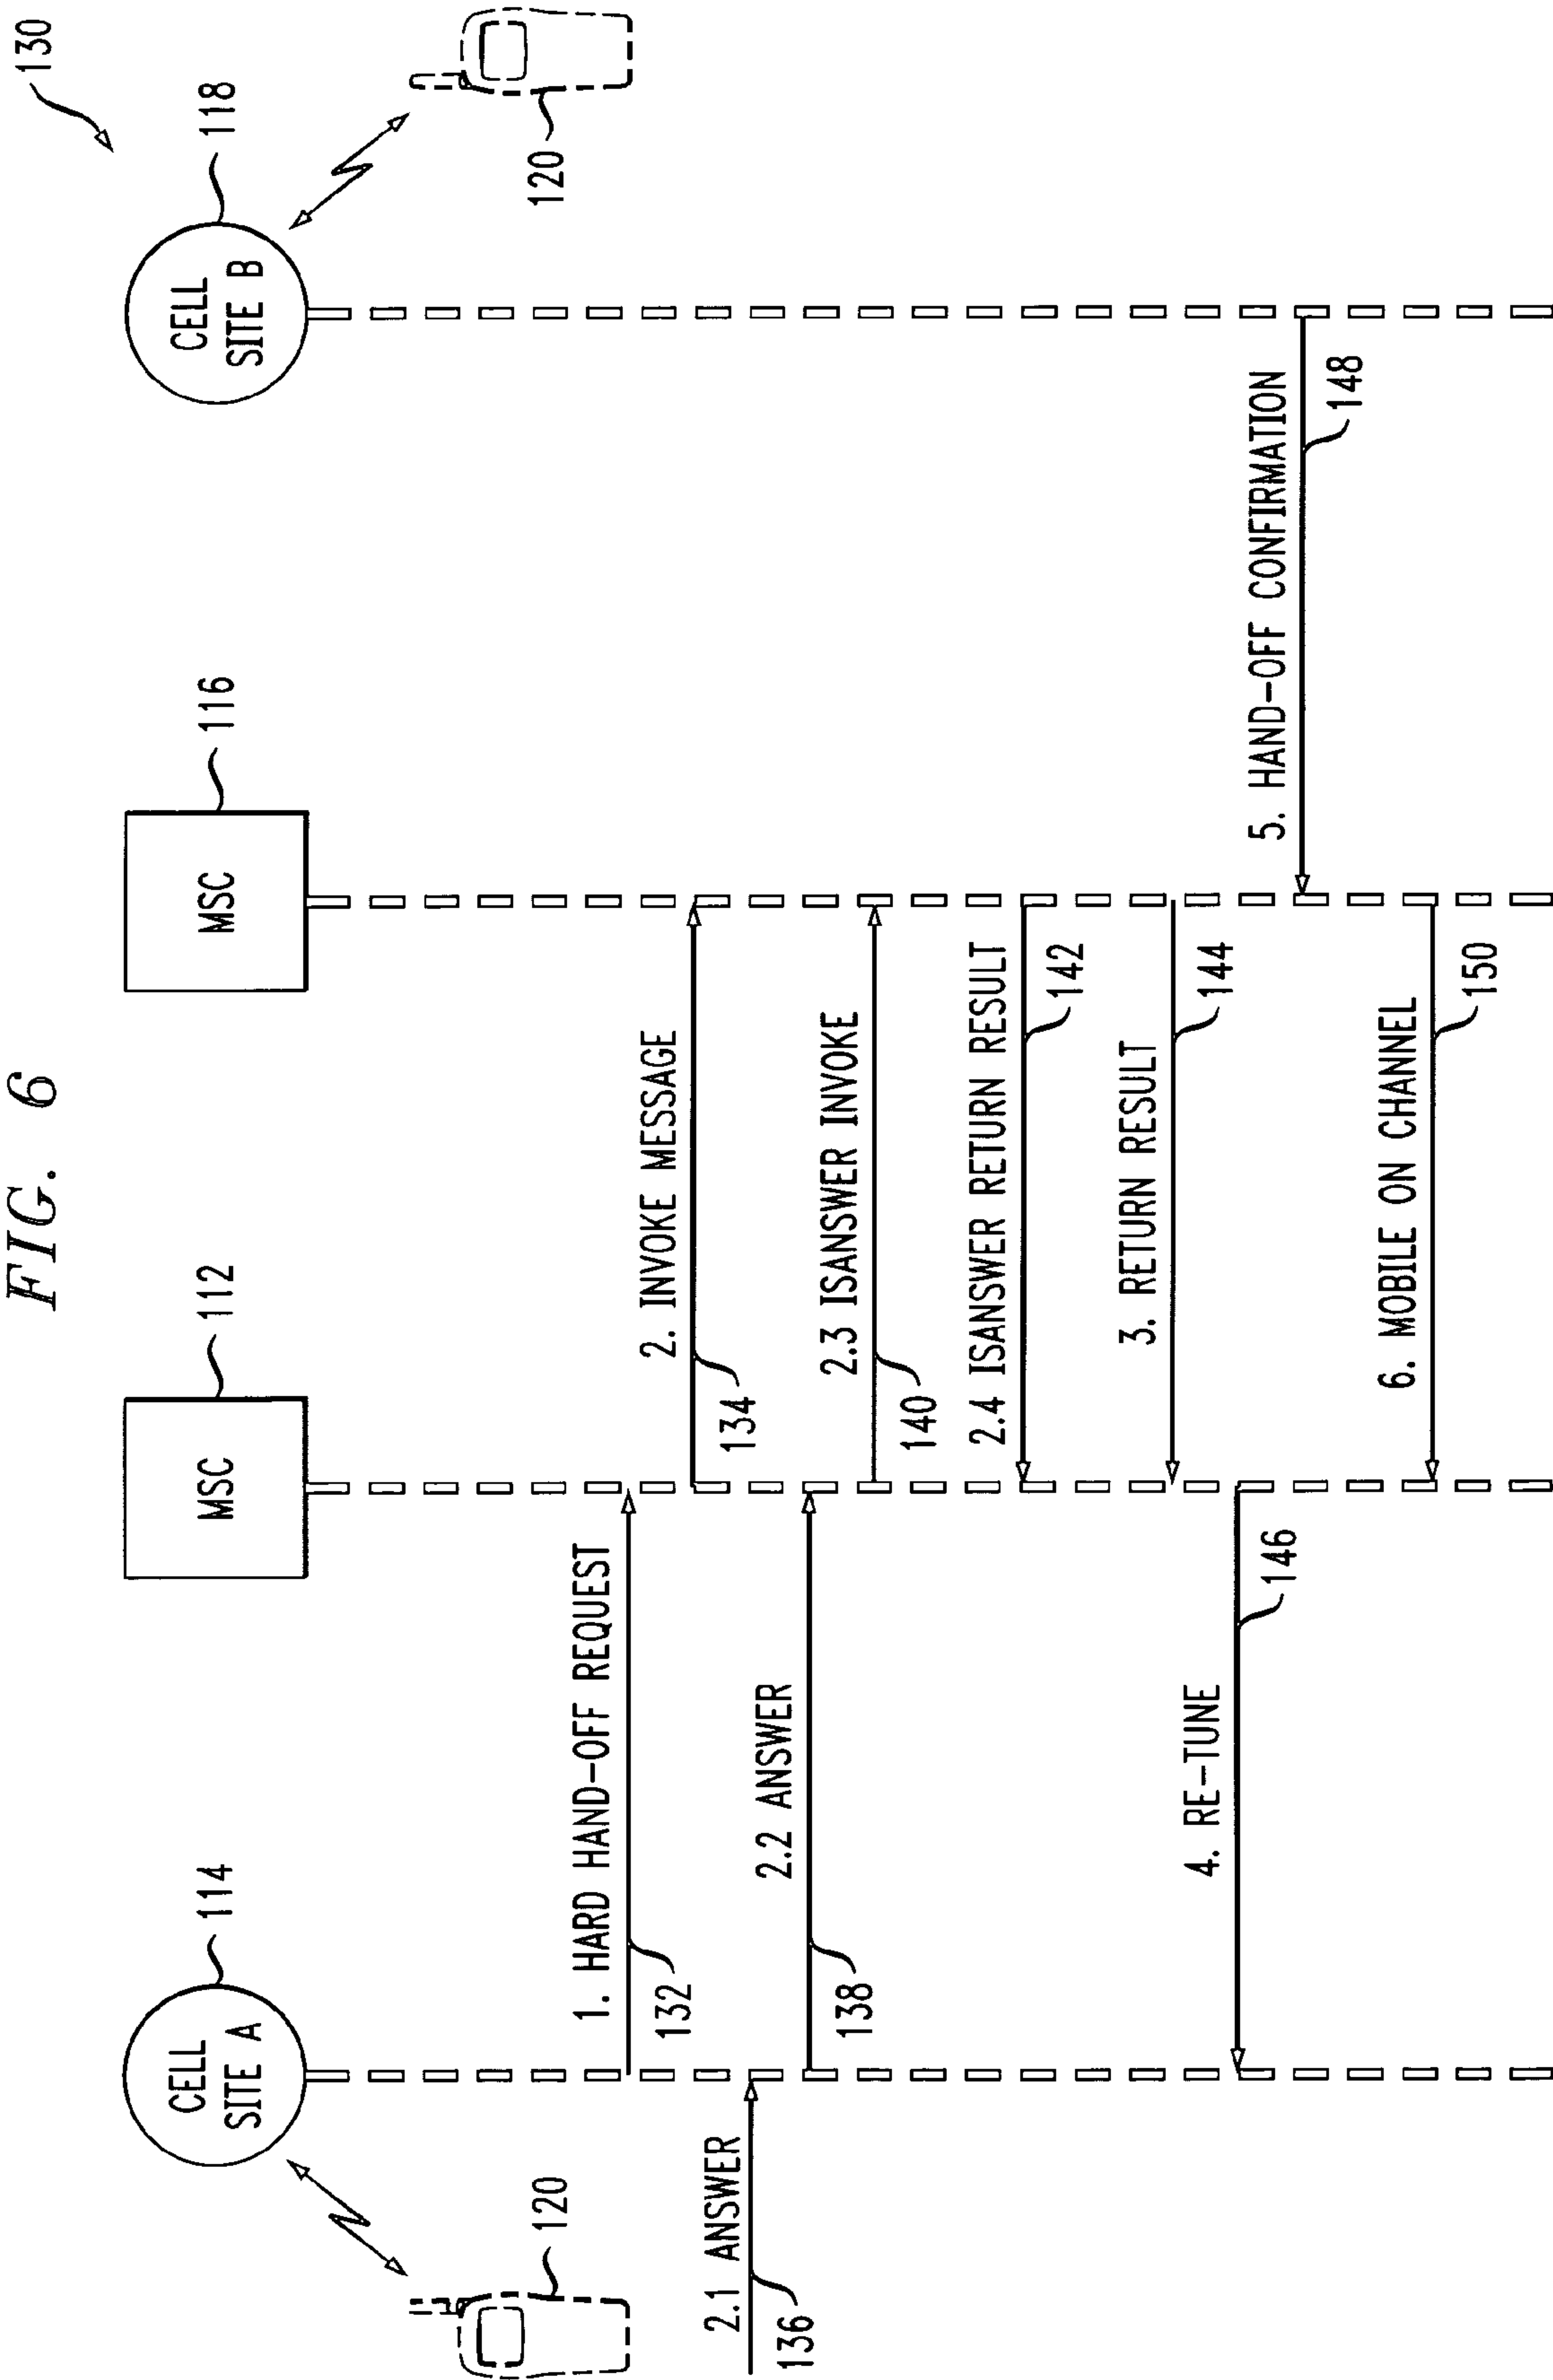 FIG. 6
130
CELL
SITE A
114
MSC
112
MSC
116
CELL
SITE B
118
120
120
1. HARD HAND-OFF REQUEST
132
2. INVOKE MESSAGE
134
2.1 ANSWER
136
2.2 ANSWER
138
2.3 ISANSWER INVOKE
140
2.4 ISANSWER RETURN RESULT
142
3. RETURN RESULT
144
4. RE-TUNE
146
5. HAND-OFF CONFIRMATION
148
6. MOBILE ON CHANNEL
150